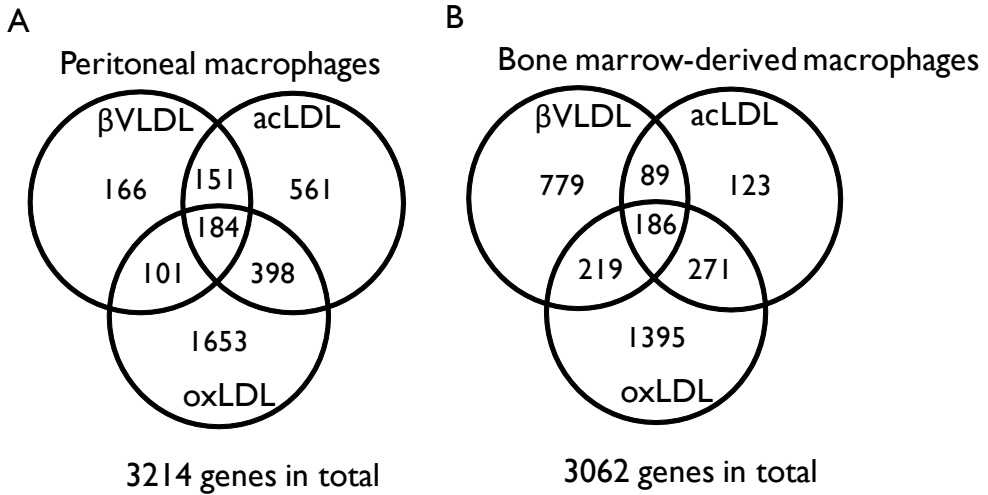 A
Peritoneal macrophages
βVLDL
acLDL
166
151
561
184
101
398
1653
oxLDL
3214 genes in total
B
Bone marrow-derived macrophages
βVLDL
acLDL
779
89
123
186
219
271
1395
oxLDL
3062 genes in total